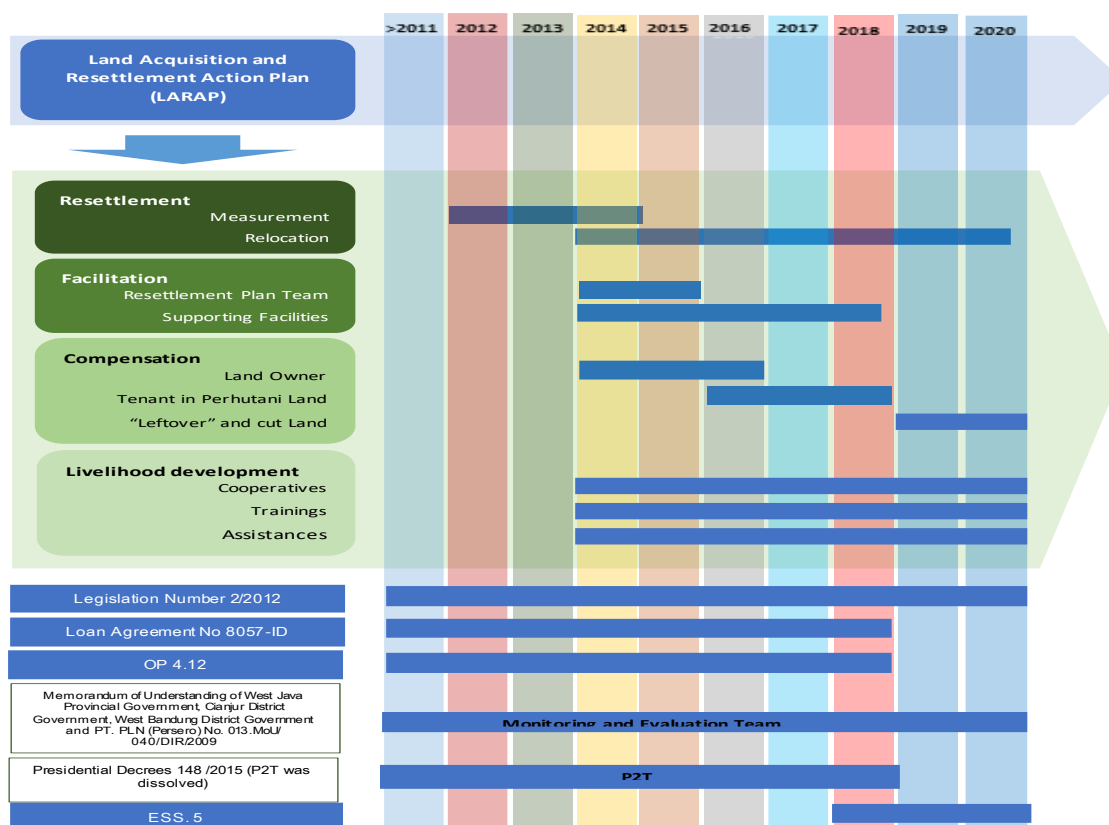 >2011 2012 2013 2014 2015 2016 2017 2018 2019 2020
Land Acquisition and
Resettlement Action Plan
(LARAP)
Resettlement
Measurement
Relocation
Facilitation
Resettlement Plan Team
Supporting Facilities
Compensation
Land Owner
Tenant in Perhutani Land
“Leftover” and cut Land
Livelihood development
Cooperatives
Trainings
Assistances
Legislation Number 2/2012
Loan Agreement No 8057-ID
OP 4.12
Memorandum of Understanding of West Java
Provincial Government, Cianjur District
Government, West Bandung District Government
and PT. PLN (Persero) No. 013.MoU/
040/DIR/2009
Monitoring and Evaluation Team
Presidential Decrees 148 /2015 (P2T was
dissolved)
P2T
ESS. 5